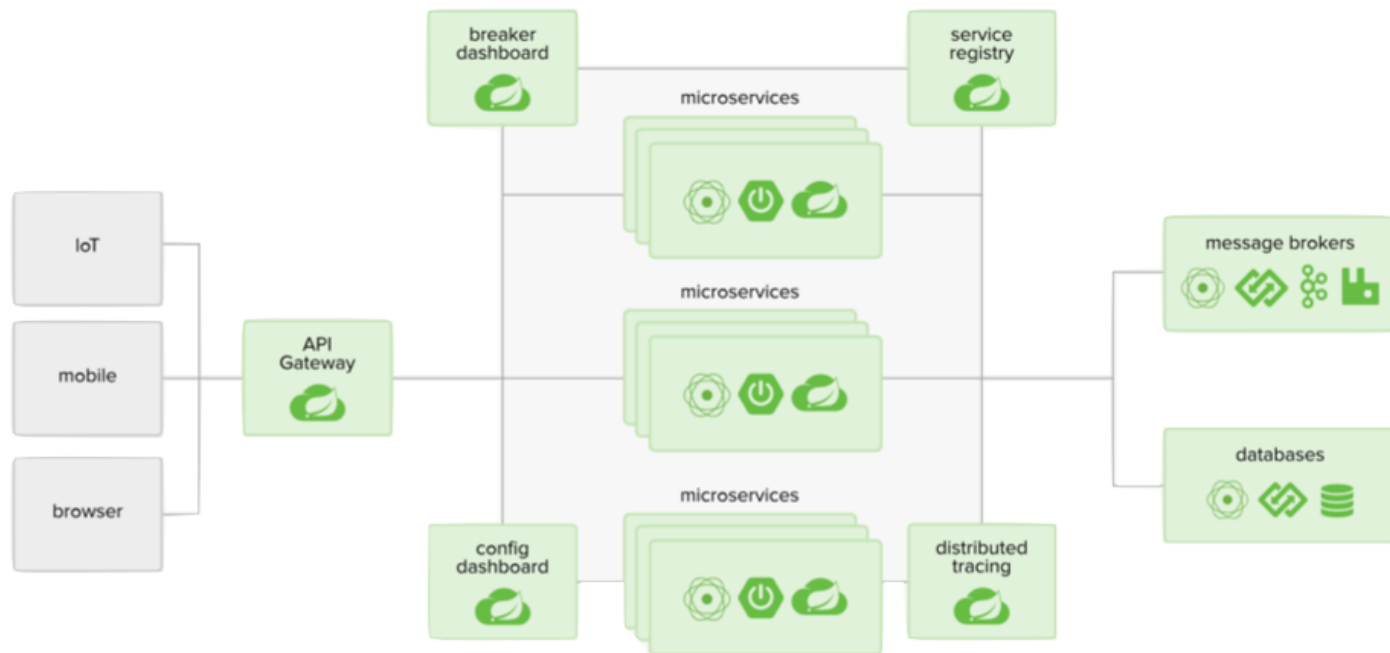 breaker
dashboard
service
registry
microservices
IoT
mobile
browser
API
Gateway
microservices
message brokers
databases
microservices
config
dashboard
distributed
tracing